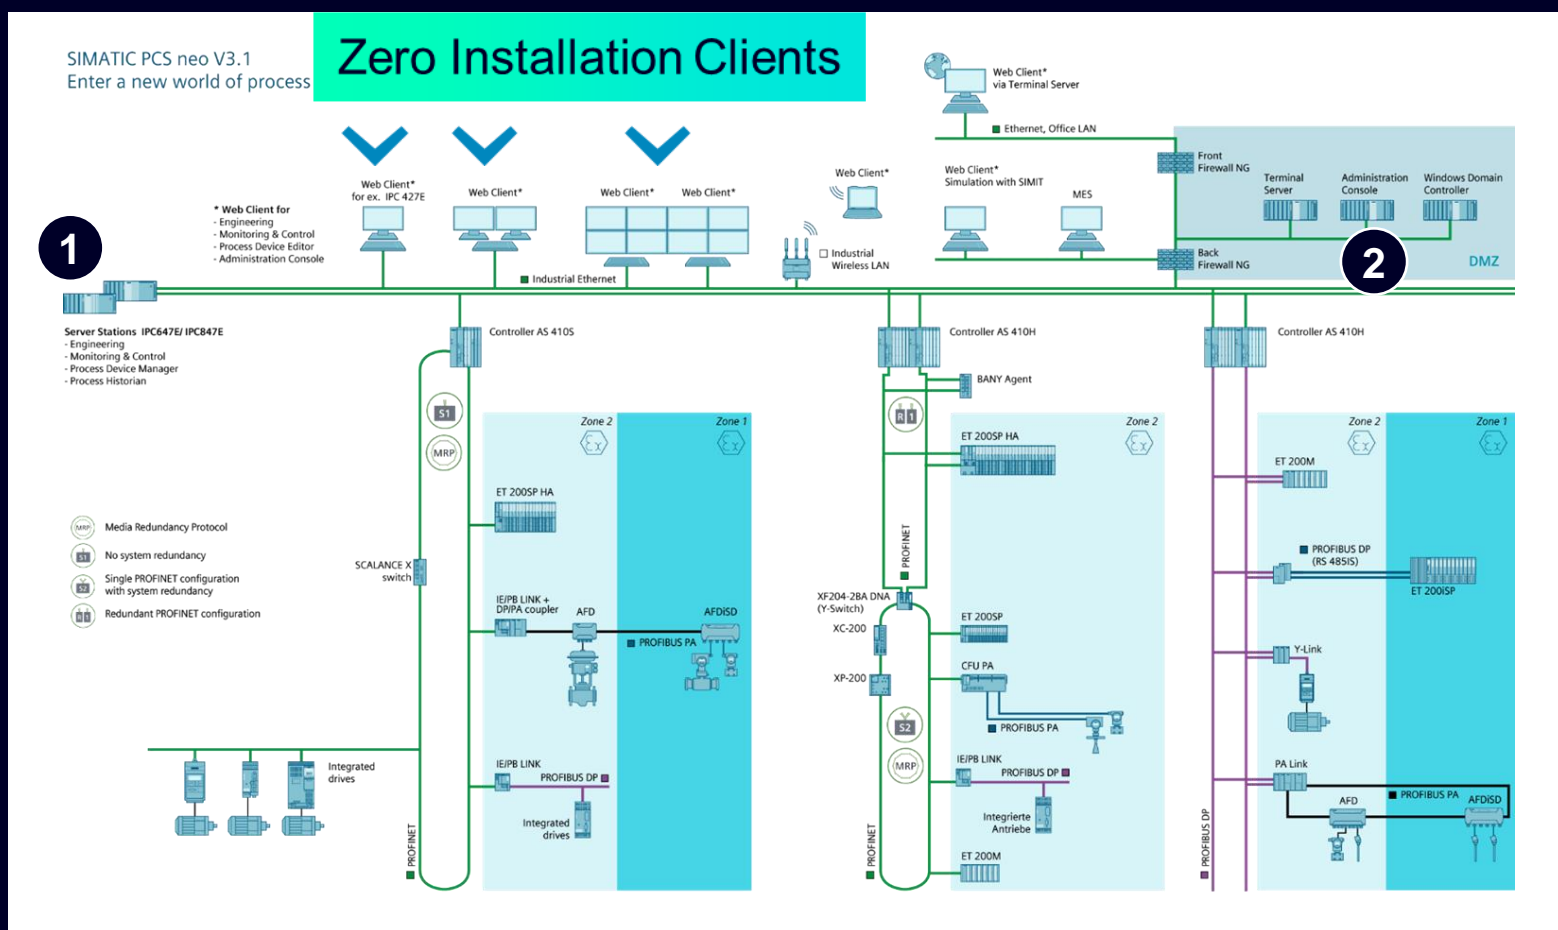 SIMATIC PCS neo V3.1
Enter a new world of process
Zero Installation Clients
Web Client*
via Terminal Server
Ethernet, Office LAN
Front
Firewall NG
Terminal
Server
Administration
Console
Windows Domain
Controller
Back
Firewall NG
2
DMZ
Web Client*
for ex. IPC 427E
Web Client*
Web Client*
Web Client*
Web Client*
Web Client*
Simulation with SIMIT
MES
* Web Client for
- Engineering
- Monitoring & Control
- Process Device Editor
- Administration Console
1
Industrial Ethernet
Industrial
Wireless LAN
Server Stations IPC647E/ IPC847E
- Engineering
- Monitoring & Control
- Process Device Manager
- Process Historian
Controller AS 410S
Controller AS 410H
Controller AS 410H
BANY Agent
S1
MRP
Zone 2
Ex
Zone 1
Ex
ET 200SP HA
SCALANCE X
switch
IE/PB LINK +
DP/PA coupler
AFD
AFDiSD
PROFIBUS PA
IE/PB LINK
PROFIBUS DP
Integrated
drives
Integrated
drives
PROFINET
MRP
Media Redundancy Protocol
S1
No system redundancy
S2
Single PROFINET configuration
with system redundancy
R 1
Redundant PROFINET configuration
R 1
Zone 2
Ex
ET 200SP HA
PROFINET
XF204-2BA DNA
(Y-Switch)
XC-200
XP-200
ET 200SP
CFU PA
PROFIBUS PA
S2
MRP
IE/PB LINK
PROFIBUS DP
Integrierte
Antriebe
ET 200M
PROFINET
Zone 2
Ex
Zone 1
Ex
ET 200M
PROFIBUS DP
(RS 485iS)
ET 200iSP
Y-Link
PA Link
PROFIBUS PA
AFD
AFDiSD
PROFIBUS DP